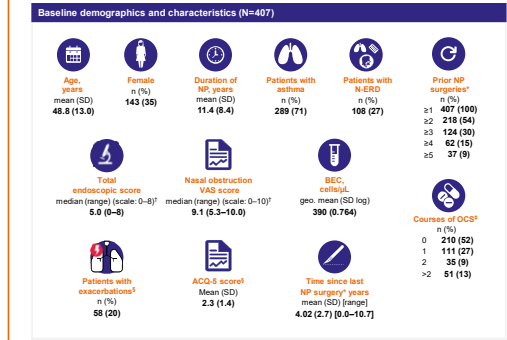 Baseline demographics and characteristics (N=407)
Age,
years
mean (SD)
48.8 (13.0)
Female
n (%)
143 (35)
Duration of
NP, years
mean (SD)
11.4 (8.4)
Patients with
asthma
n (%)
289 (71)
Patients with
N-ERD
n (%)
108 (27)
Prior NP
surgeries*
n (%)
≥1 407 (100)
≥2 218 (54)
≥3 124 (30)
≥4 62 (15)
≥5 37 (9)
Total
endoscopic score
median (range) (scale: 0–8)†
5.0 (0–8)
Nasal obstruction
VAS score
median (range) (scale: 0–10)†
9.1 (5.3–10.0)
BEC,
cells/µL
geo. mean (SD log)
390 (0.764)
Courses of OCS‡
n (%)
0 210 (52)
1 111 (27)
2 35 (9)
>2 51 (13)
Patients with
exacerbations§
n (%)
58 (20)
ACQ-5 score§
Mean (SD)
2.3 (1.4)
Time since last
NP surgery* years
mean (SD) [range]
4.02 (2.7) [0.0–10.7]